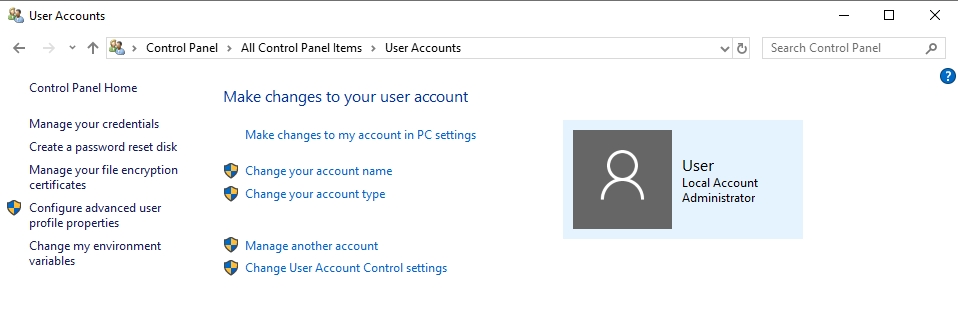 User Accounts
Control Panel > All Control Panel Items > User Accounts
Search Control Panel
?
Control Panel Home
Manage your credentials
Create a password reset disk
Manage your file encryption
certificates
Configure advanced user
profile properties
Change my environment
variables
Make changes to your user account
Make changes to my account in PC settings
Change your account name
Change your account type
Manage another account
Change User Account Control settings
User
Local Account
Administrator